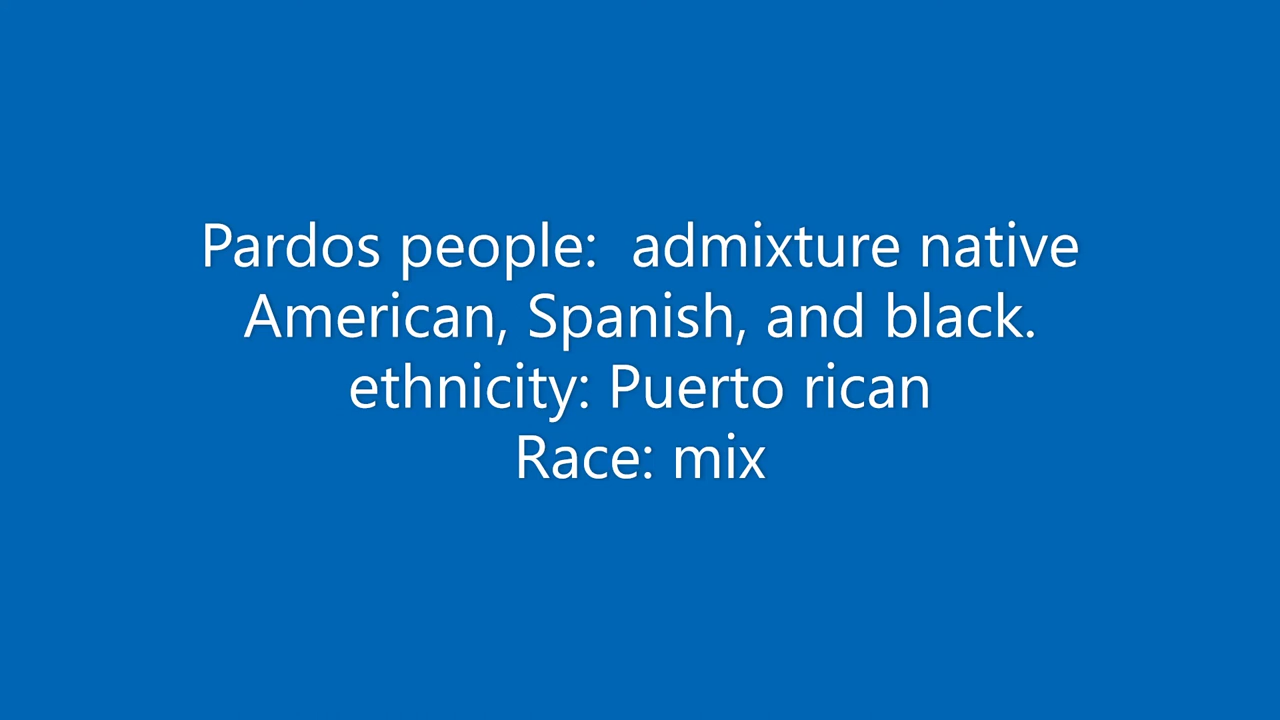 Pardos people:  admixture native
American, Spanish, and black.
ethnicity: Puerto rican
Race: mix